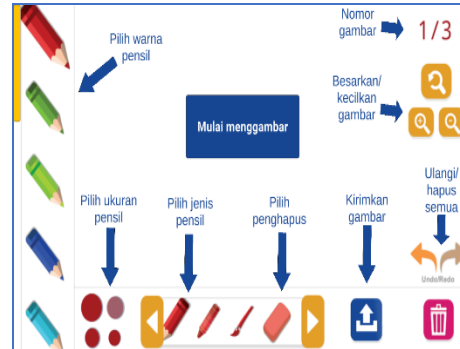 Nomor
gambar
1/3
Pilih warna
pensil
Besarkan/
kecilkan
gambar
Mulai menggambar
Ulangi/
hapus
semua
Pilih ukuran
pensil
Pilih jenis
pensil
Pilih
penghapus
Kirimkan
gambar
Undo/Redo